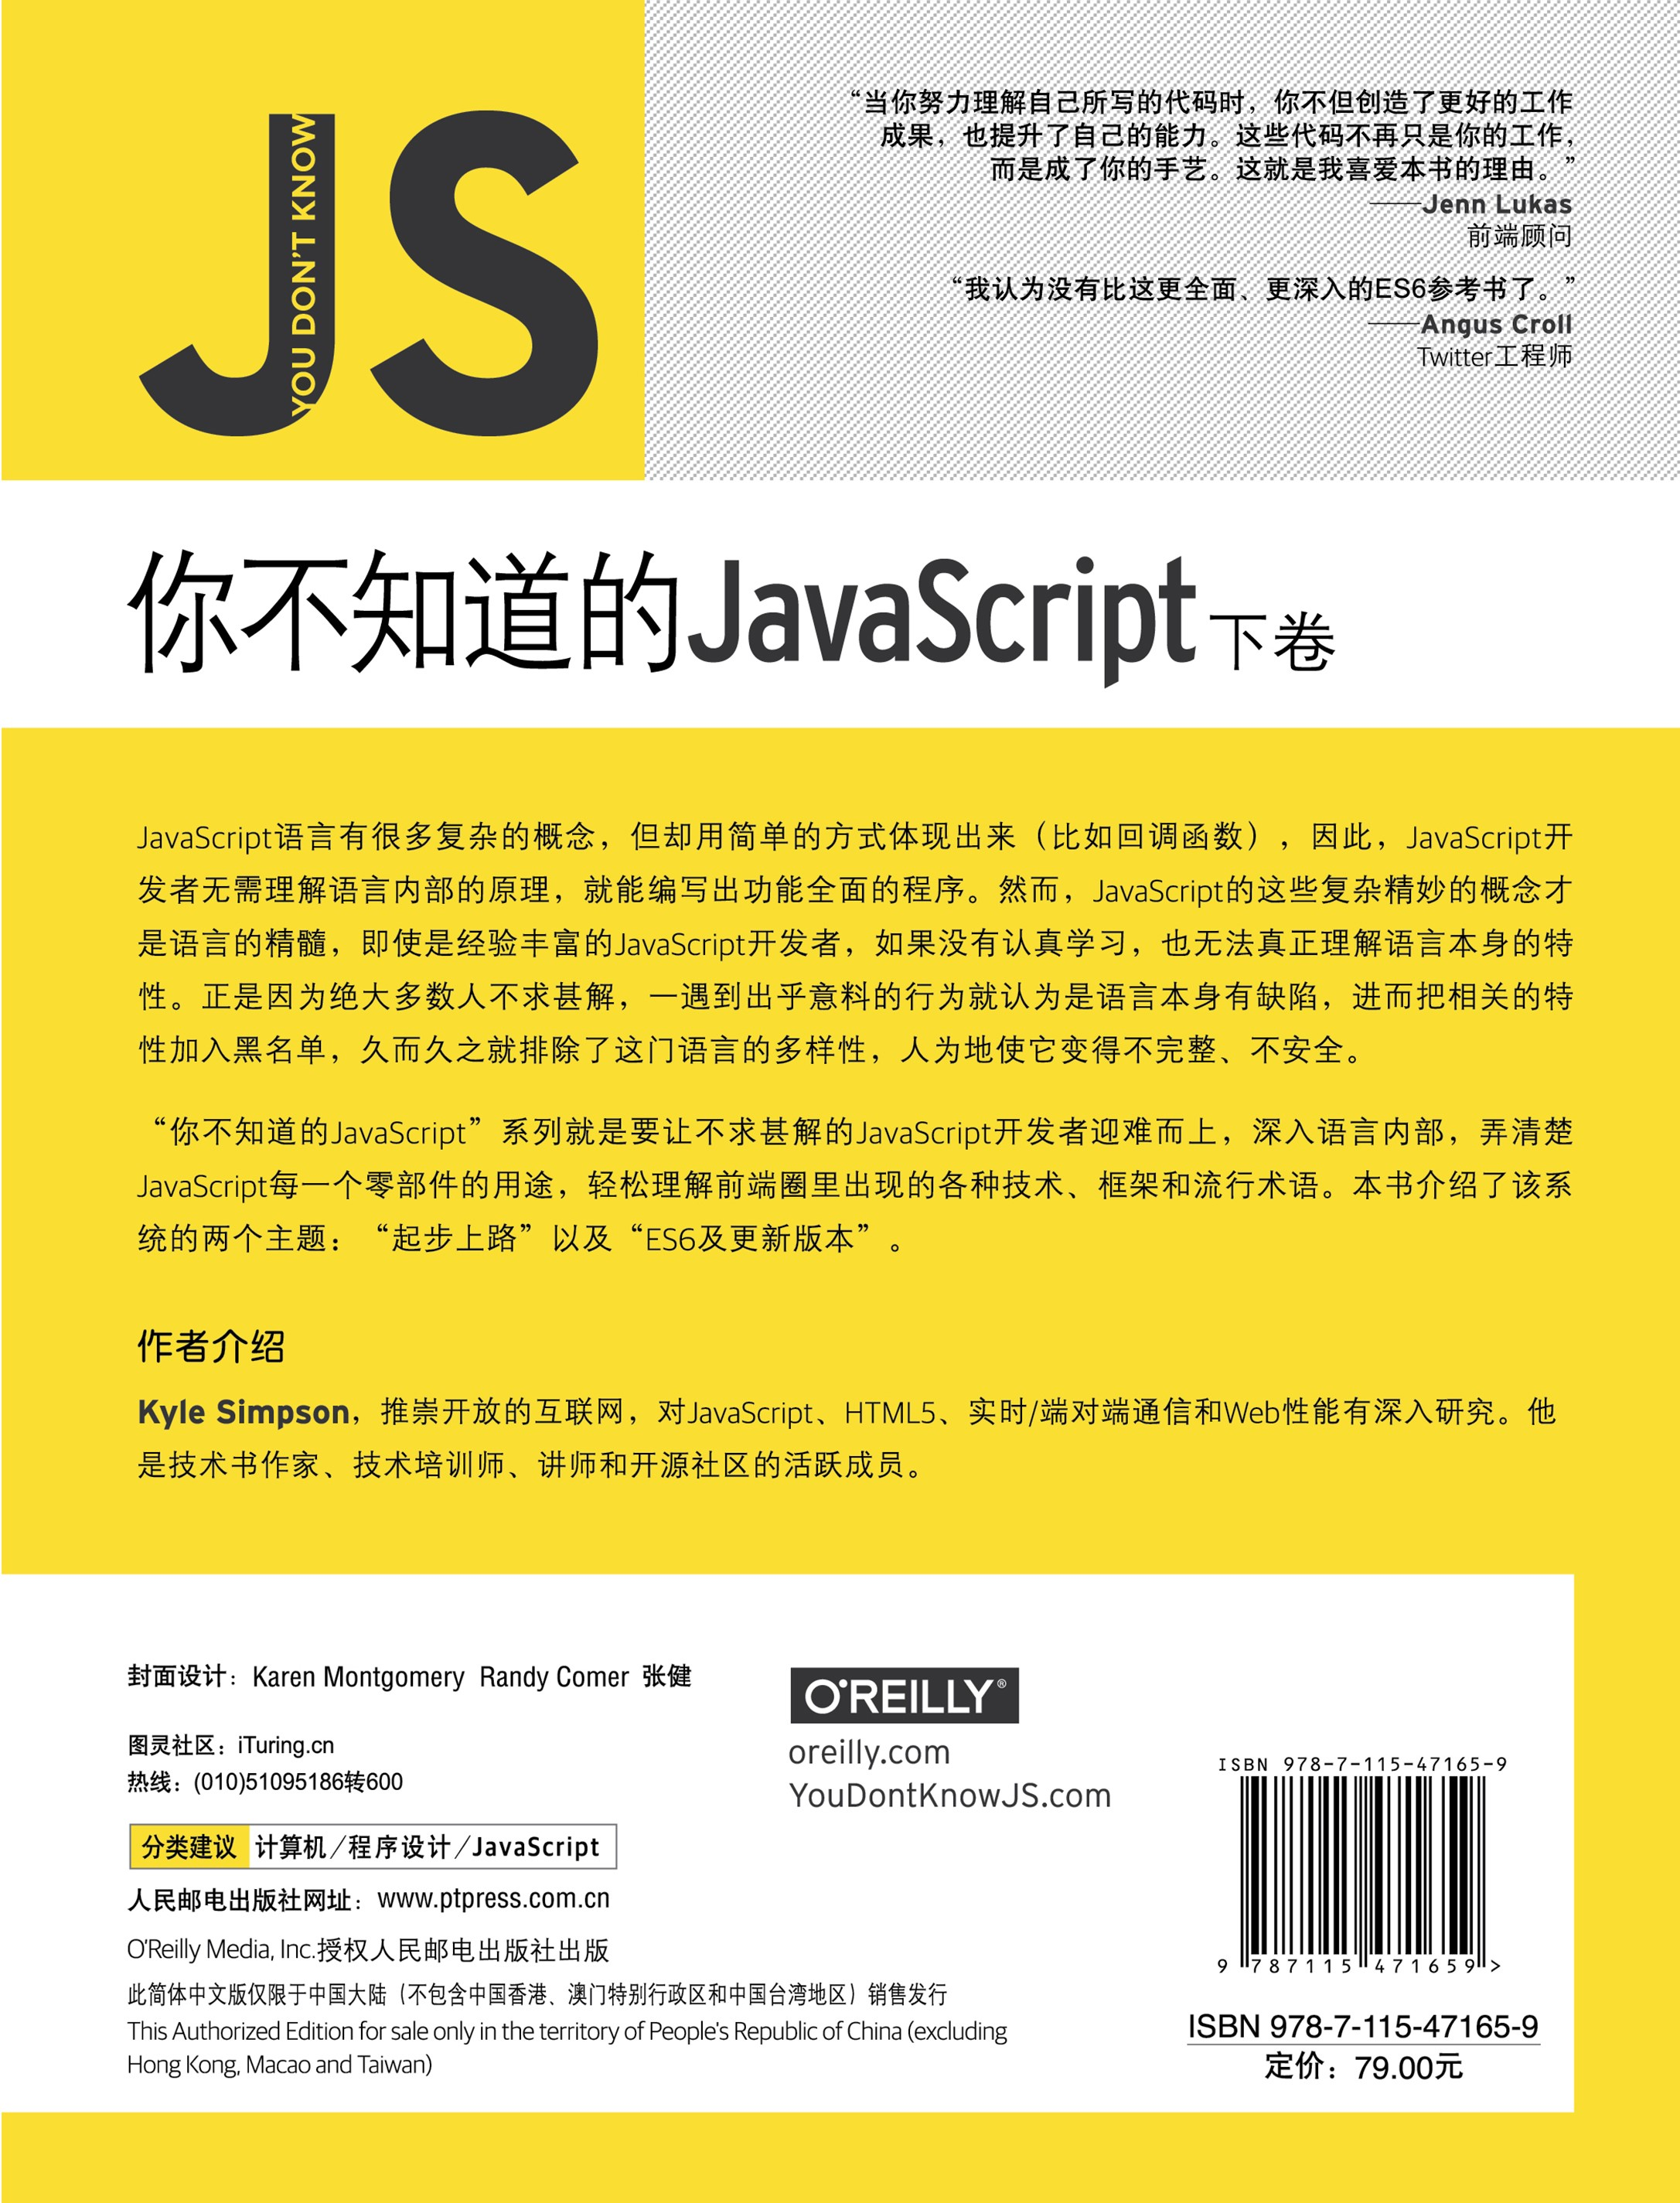 JS
YOU DON'T KNOW
“当你努力理解自己所写的代码时，你不但创造了更好的工作
成果，也提升了自己的能力。这些代码不再只是你的工作，
而是成了你的手艺。这就是我喜爱本书的理由。”
——Jenn Lukas
前端顾问
“我认为没有比这更全面、更深入的ES6参考书了。”
——Angus Croll
Twitter工程师
你不知道的JavaScript 下卷
JavaScript语言有很多复杂的概念，但却用简单的方式体现出来（比如回调函数），因此，JavaScript开
发者无需理解语言内部的原理，就能编写出功能全面的程序。然而，JavaScript的这些复杂精妙的概念才
是语言的精髓，即使是经验丰富的JavaScript开发者，如果没有认真学习，也无法真正理解语言本身的特
性。正是因为绝大多数人不求甚解，一遇到出乎意料的行为就认为是语言本身有缺陷，进而把相关的特
性加入黑名单，久而久之就排除了这门语言的多样性，人为地使它变得不完整、不安全。
“你不知道的JavaScript”系列就是要让不求甚解的JavaScript开发者迎难而上，深入语言内部，弄清楚
JavaScript每一个零部件的用途，轻松理解前端圈里出现的各种技术、框架和流行术语。本书介绍了该系
统的两个主题：“起步上路”以及“ES6及更新版本”。
作者介绍
Kyle Simpson，推崇开放的互联网，对JavaScript、HTML5、实时/端对端通信和Web性能有深入研究。他
是技术书作家、技术培训师、讲师和开源社区的活跃成员。
封面设计：Karen Montgomery Randy Comer 张健
图灵社区：iTuring.cn
热线：(010)51095186转600
分类建议 计算机/程序设计/JavaScript
人民邮电出版社网址：www.ptpress.com.cn
O'Reilly Media, Inc.授权人民邮电出版社出版
此简体中文版仅限于中国大陆（不包含中国香港、澳门特别行政区和中国台湾地区）销售发行
This Authorized Edition for sale only in the territory of People's Republic of China (excluding
Hong Kong, Macao and Taiwan)
O'REILLY®
oreilly.com
YouDontKnowJS.com
ISBN 978-7-115-47165-9
9 787115 471659 >
ISBN 978-7-115-47165-9
定价：79.00元